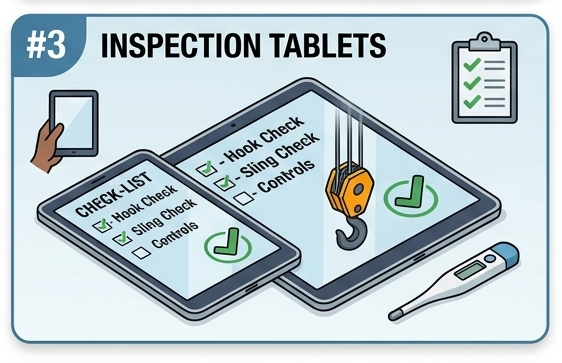 #3 INSPECTION TABLETS
CHECK-LIST
- Hook Check
Sling Check
Controls
- Hook Check
- Sling Check
- Controls